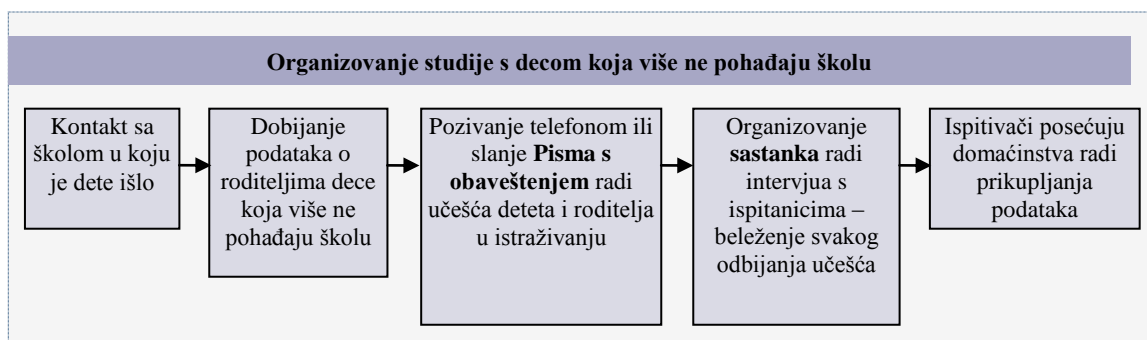 Organizovanje studije s decom koja više ne pohađaju školu
Kontakt sa
školom u koju
je dete išlo
Dobijanje
podataka o
roditeljima dece
koja više ne
pohađaju školu
Pozivanje telefonom ili
slanje Pisma s
obaveštenjem radi
učešća deteta i roditelja
u istraživanju
Organizovanje
sastanka radi
intervjua s
ispitanicima –
beleženje svakog
odbijanja učešća
Ispitivači posećuju
domaćinstva radi
prikupljanja
podataka